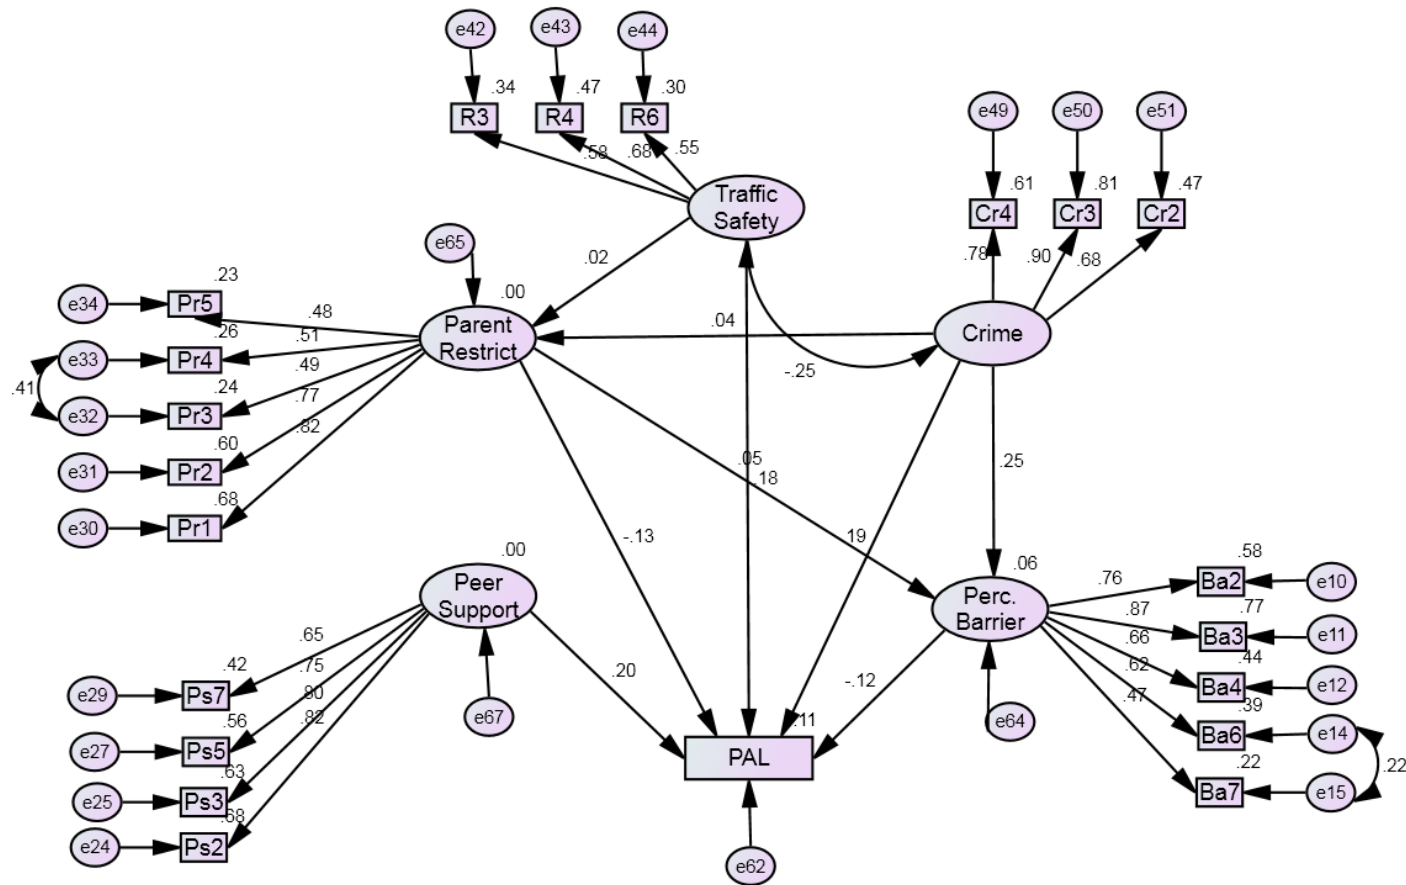 e42 e43 e44
.34 .47 .30
R3 R4 R6
.58 .68 .55
e49 e50 e51
.61 .81 .47
Cr4 Cr3 Cr2
.78 .90 .68
Traffic
Safety
e65
.02
.00
Parent
Restrict
.04
Crime
-.25
.23
e34 Pr5
.48
.26
.51
e33 Pr4
.49
.24
.41
.77
e32 Pr3
.82
.60
e31 Pr2
.68
e30 Pr1
.05
.18
.25
-.13
.19
.00
Peer
Support
.06
Perc.
Barrier
.58
.76
Ba2 e10
.87
.77
Ba3 e11
.66
.44
.62
Ba4 e12
.47
.39
Ba6 e14
.22
.22
Ba7 e15
.65
.42
.75
e29 Ps7
.80
.56
.82
e27 Ps5
.63
e25 Ps3
.68
e24 Ps2
.20
-.12
e67
e64
.11
PAL
e62